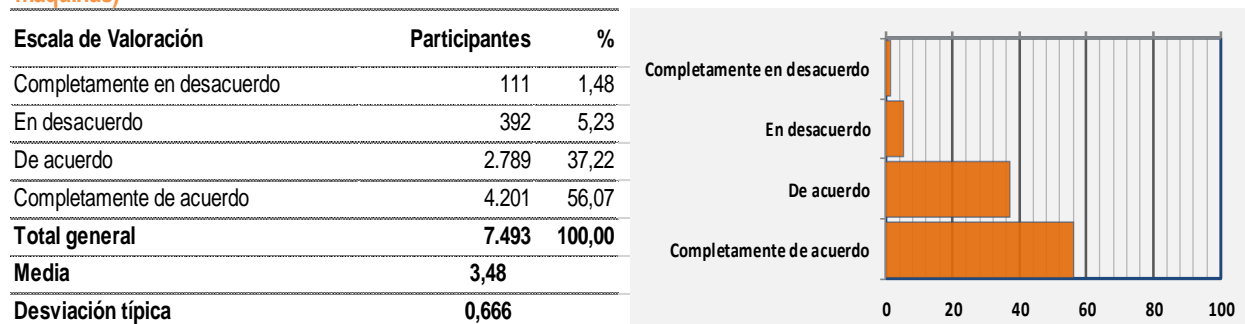 Escala de Valoración Participantes %
Completamente en desacuerdo 111 1,48
En desacuerdo 392 5,23
De acuerdo 2.789 37,22
Completamente de acuerdo 4.201 56,07
Total general 7.493 100,00
Media 3,48
Desviación típica 0,666
Completamente en desacuerdo
En desacuerdo
De acuerdo
Completamente de acuerdo
0 20 40 60 80 100